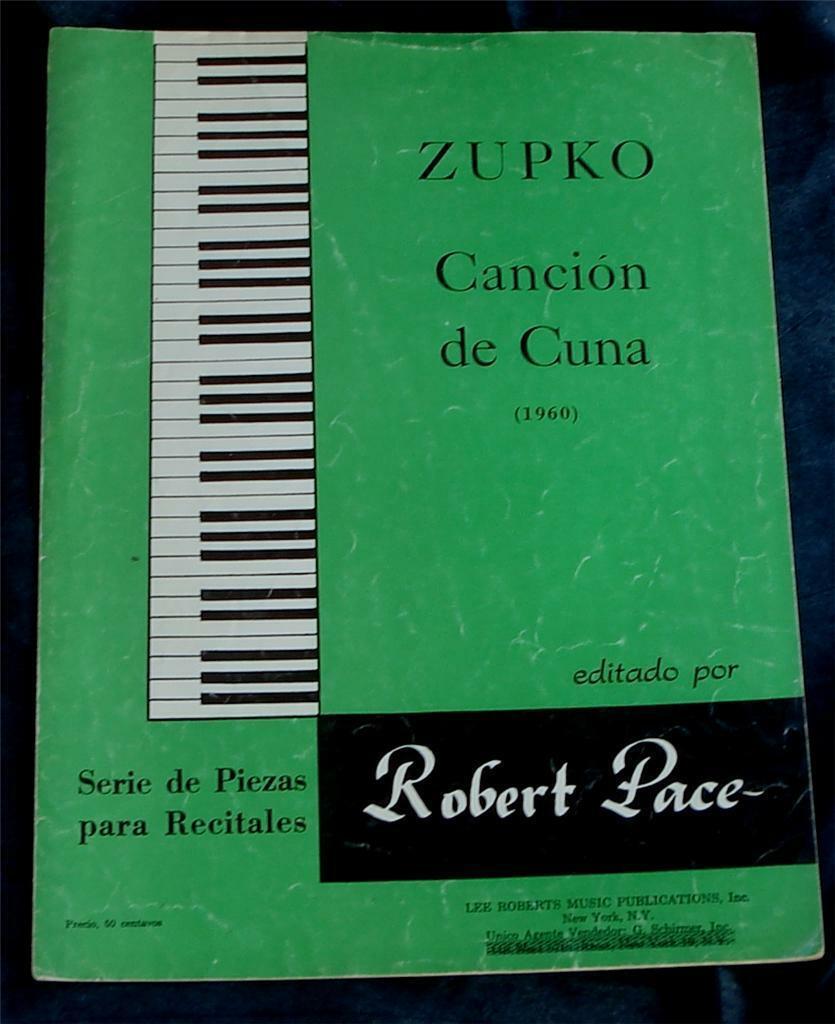 ZUPKO
Canción
de Cuna
(1960)
editado por
Robert Pace
Serie de Piezas
para Recitales
Precio, 60 centavos
LEE ROBERTS MUSIC PUBLICATIONS, Inc.
New York, N.Y.
Unico Agente Vendedor: G. Schirmer, Inc.